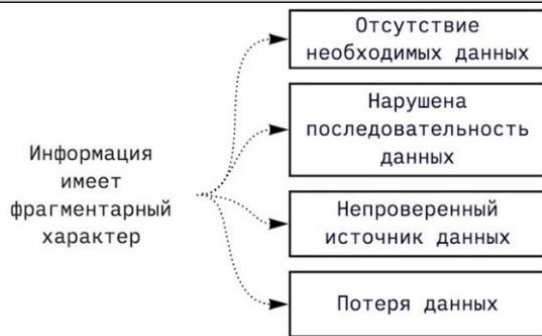 Информация
имеет
фрагментарный
характер
Отсутствие
необходимых данных
Нарушена
последовательность
данных
Непроверенный
источник данных
Потеря данных